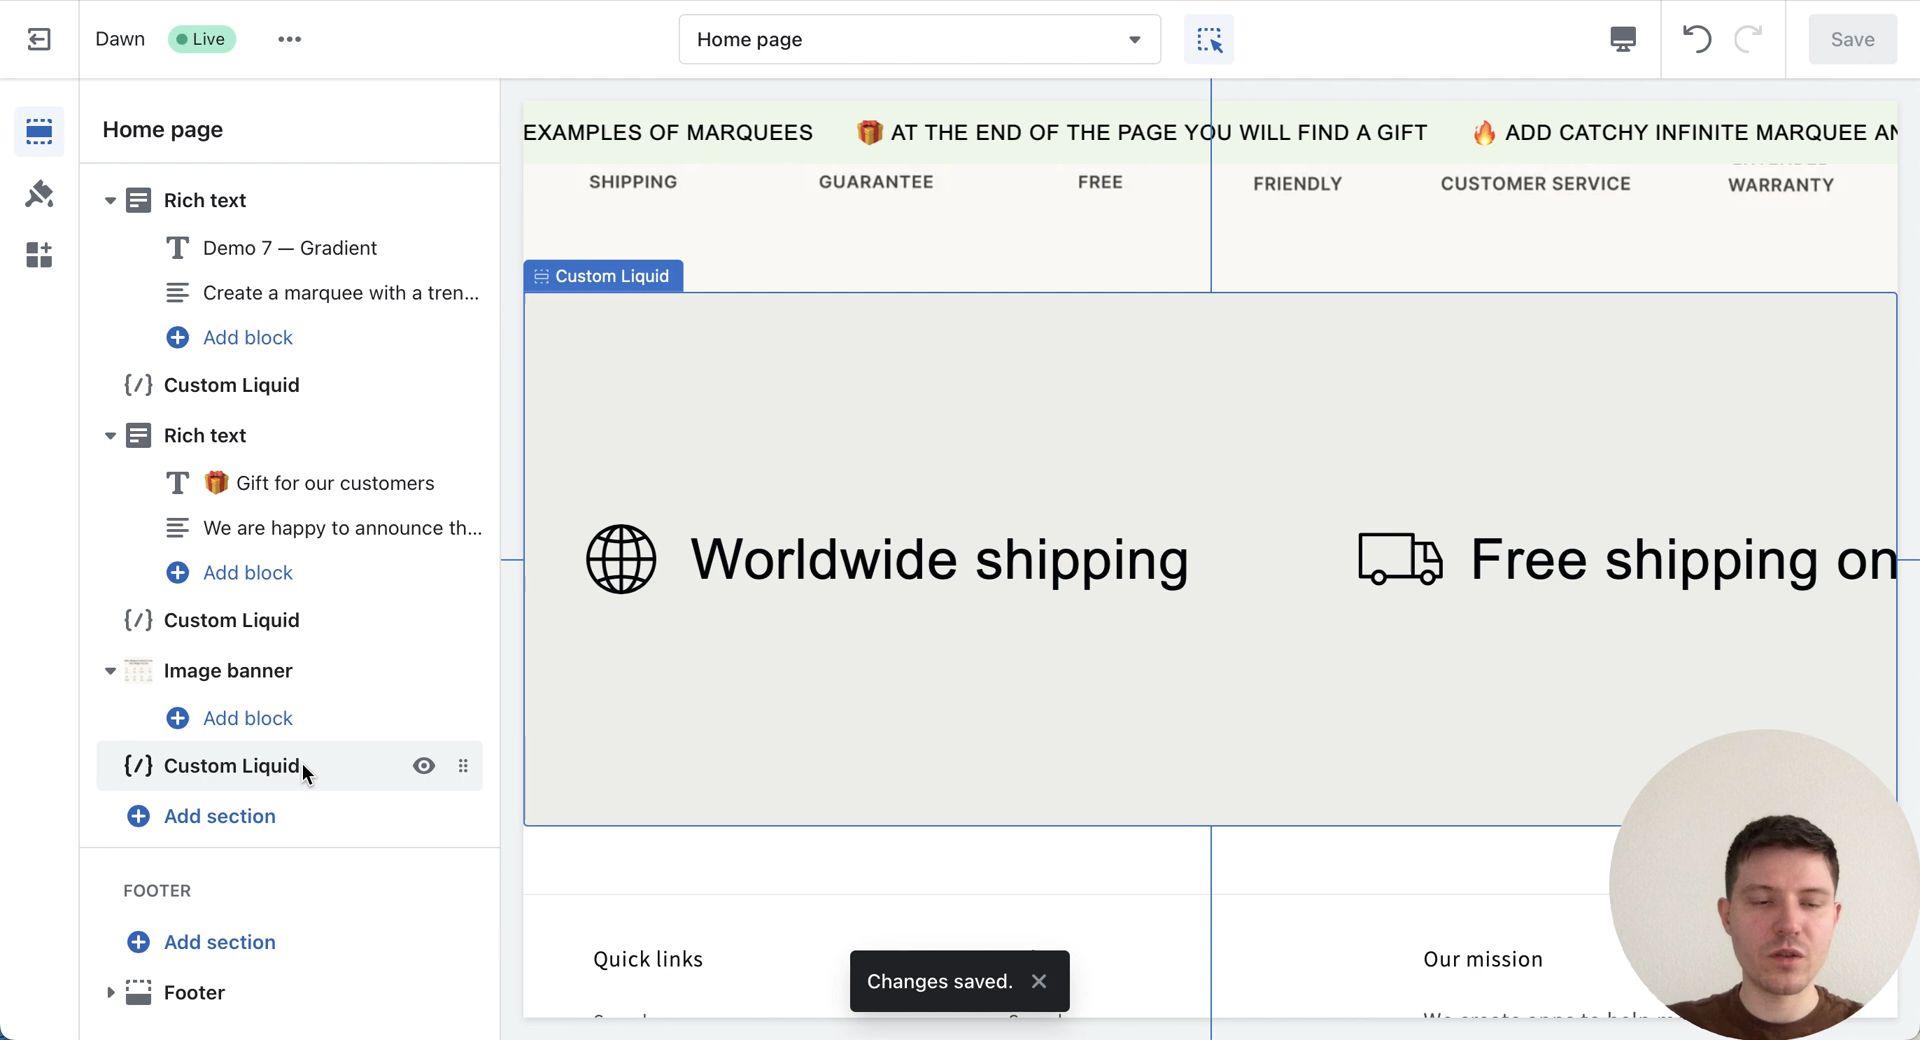 Dawn
Live
Home page
Save
Home page
Rich text
Demo 7 — Gradient
Create a marquee with a tren...
Add block
Custom Liquid
Rich text
🎁 Gift for our customers
We are happy to announce th...
Add block
Custom Liquid
Image banner
Add block
Custom Liquid
Add section
FOOTER
Add section
Footer
EXAMPLES OF MARQUEES 🎁 AT THE END OF THE PAGE YOU WILL FIND A GIFT 🔥 ADD CATCHY INFINITE MARQUEE AN
SHIPPING
GUARANTEE
FREE
FRIENDLY
CUSTOMER SERVICE
WARRANTY
Custom Liquid
Worldwide shipping
Free shipping on
Quick links
Our mission
Changes saved.